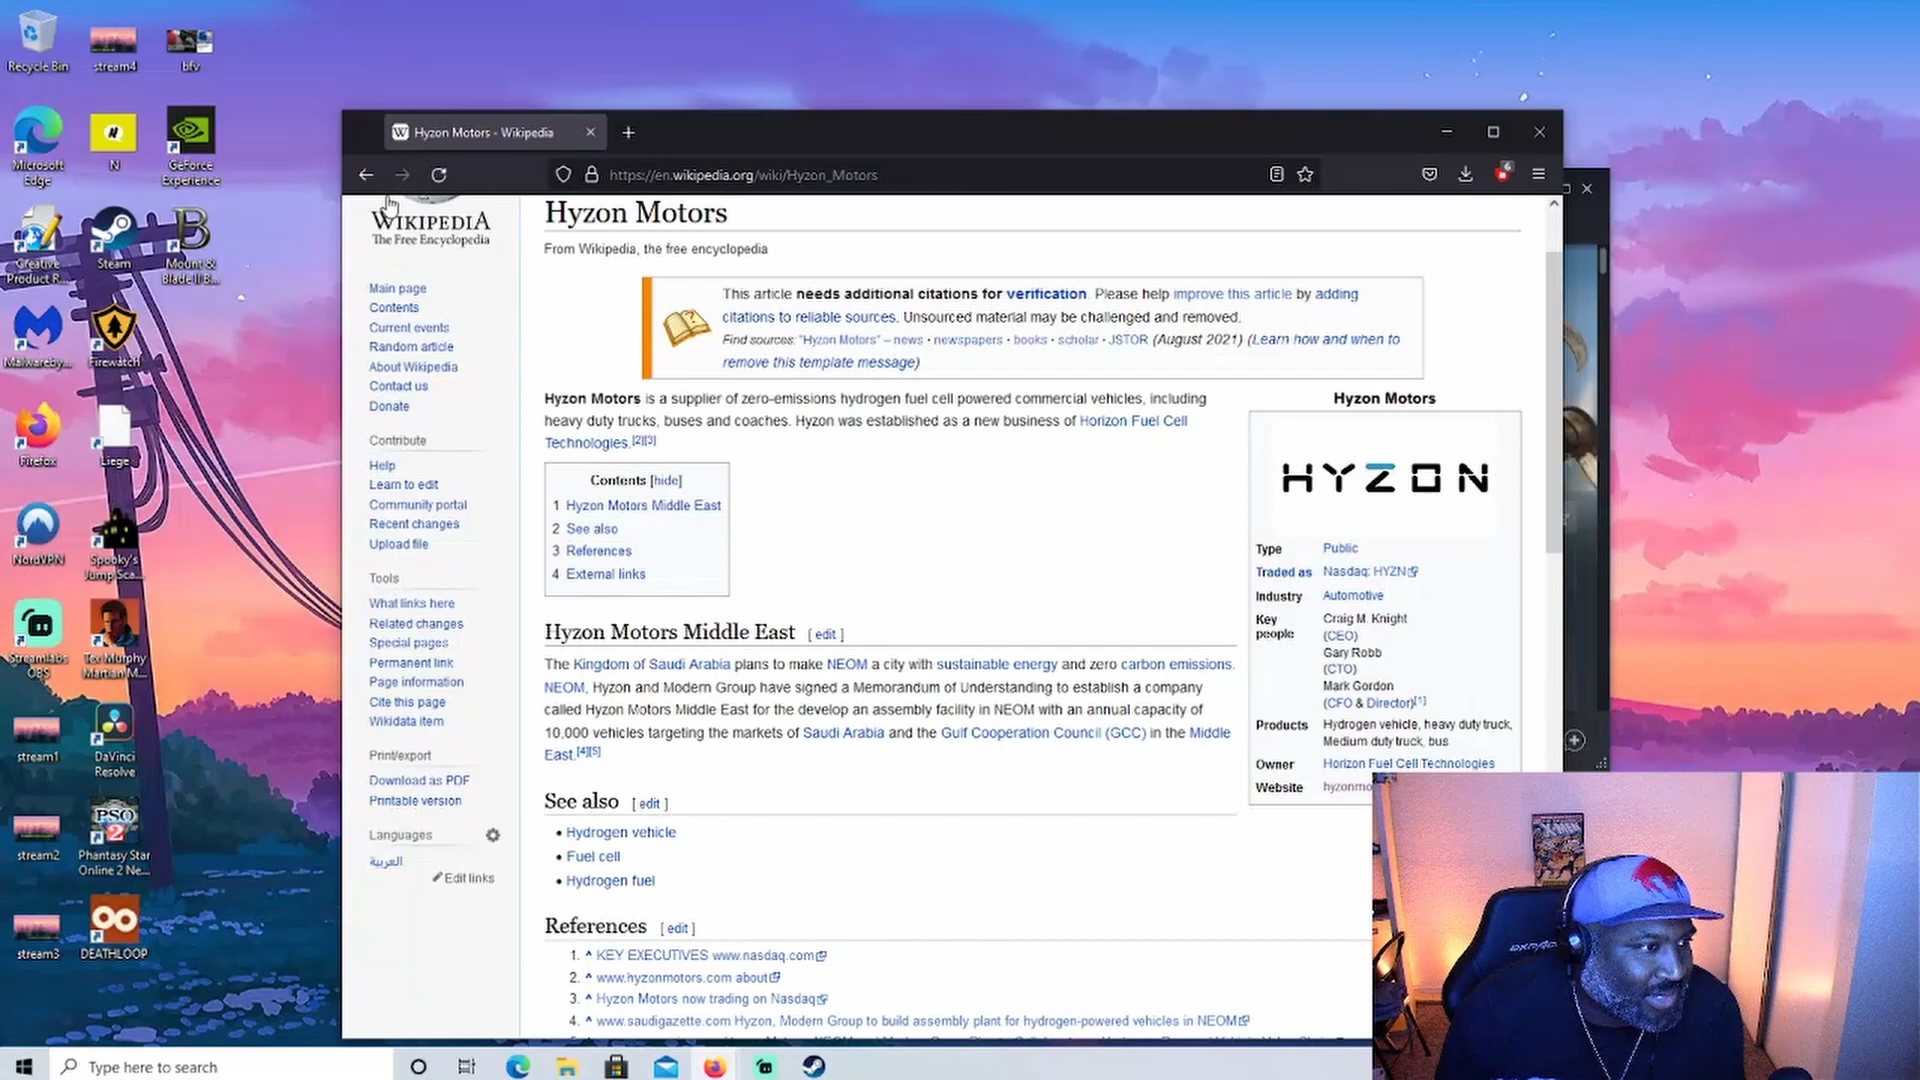 Recycle Bin
stream4
bfv
Microsoft
Edge
N
GeForce
Experience
Creative
Product R...
Steam
Mount &
Blade II B...
Malwareby...
Firewatch
Firefox
Liege
NordVPN
Spooky's
Jump Sca...
Streamlabs
OBS
Tex Murphy
Martian M...
stream1
DaVinci
Resolve
PSO
2
stream2
Phantasy Star
Online 2 Ne...
stream3
DEATHLOOP
Hyzon Motors - Wikipedia
https://en.wikipedia.org/wiki/Hyzon_Motors
6
WIKIPEDIA
The Free Encyclopedia
Main page
Contents
Current events
Random article
About Wikipedia
Contact us
Donate
Contribute
Help
Learn to edit
Community portal
Recent changes
Upload file
Tools
What links here
Related changes
Special pages
Permanent link
Page information
Cite this page
Wikidata item
Print/export
Download as PDF
Printable version
Languages
العربية
Edit links
Hyzon Motors
From Wikipedia, the free encyclopedia
This article needs additional citations for verification. Please help improve this article by adding
citations to reliable sources. Unsourced material may be challenged and removed.
Find sources: "Hyzon Motors" – news · newspapers · books · scholar · JSTOR (August 2021) (Learn how and when to
remove this template message)
Hyzon Motors is a supplier of zero-emissions hydrogen fuel cell powered commercial vehicles, including
heavy duty trucks, buses and coaches. Hyzon was established as a new business of Horizon Fuel Cell
Technologies.[2][3]
Contents [hide]
1 Hyzon Motors Middle East
2 See also
3 References
4 External links
Hyzon Motors Middle East [ edit ]
The Kingdom of Saudi Arabia plans to make NEOM a city with sustainable energy and zero carbon emissions.
NEOM, Hyzon and Modern Group have signed a Memorandum of Understanding to establish a company
called Hyzon Motors Middle East for the develop an assembly facility in NEOM with an annual capacity of
10,000 vehicles targeting the markets of Saudi Arabia and the Gulf Cooperation Council (GCC) in the Middle
East.[4][5]
See also [ edit ]
• Hydrogen vehicle
• Fuel cell
• Hydrogen fuel
References [ edit ]
1. ^ KEY EXECUTIVES www.nasdaq.com
2. ^ www.hyzonmotors.com about
3. ^ Hyzon Motors now trading on Nasdaq
4. ^ www.saudigazette.com Hyzon, Modern Group to build assembly plant for hydrogen-powered vehicles in NEOM
Hyzon Motors
HYZON
Type Public
Traded as Nasdaq: HYZN
Industry Automotive
Key people Craig M. Knight
(CEO)
Gary Robb
(CTO)
Mark Gordon
(CFO & Director)[1]
Products Hydrogen vehicle, heavy duty truck,
Medium duty truck, bus
Owner Horizon Fuel Cell Technologies
Website hyzonmo
Type here to search